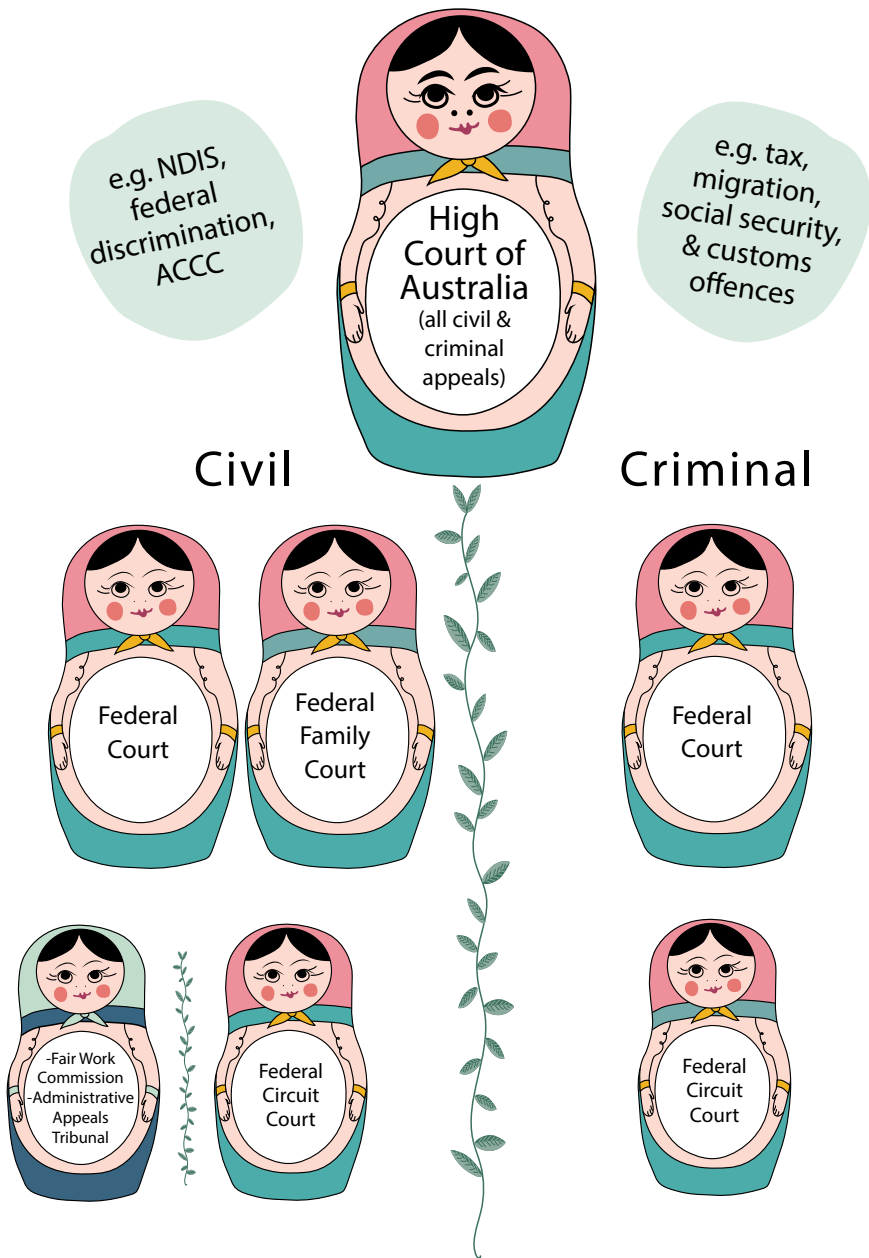 e.g. NDIS,
federal
discrimination,
ACCC
High
Court of
Australia
(all civil &
criminal
appeals)
e.g. tax,
migration,
social security,
& customs
offences
Civil
Criminal
Federal
Court
Federal
Family
Court
Federal
Court
-Fair Work
Commission
-Administrative
Appeals
Tribunal
Federal
Circuit
Court
Federal
Circuit
Court